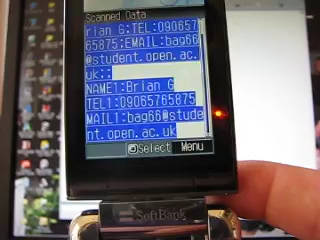 Scanned Data
rian G;TEL:090657
65875;EMAIL:bag66
@student.open.ac.
uk;;
NAME1:Brian G
TEL1:09065765875
MAIL1:bag66@stude
nt.open.ac.uk
Select Menu
SoftBank